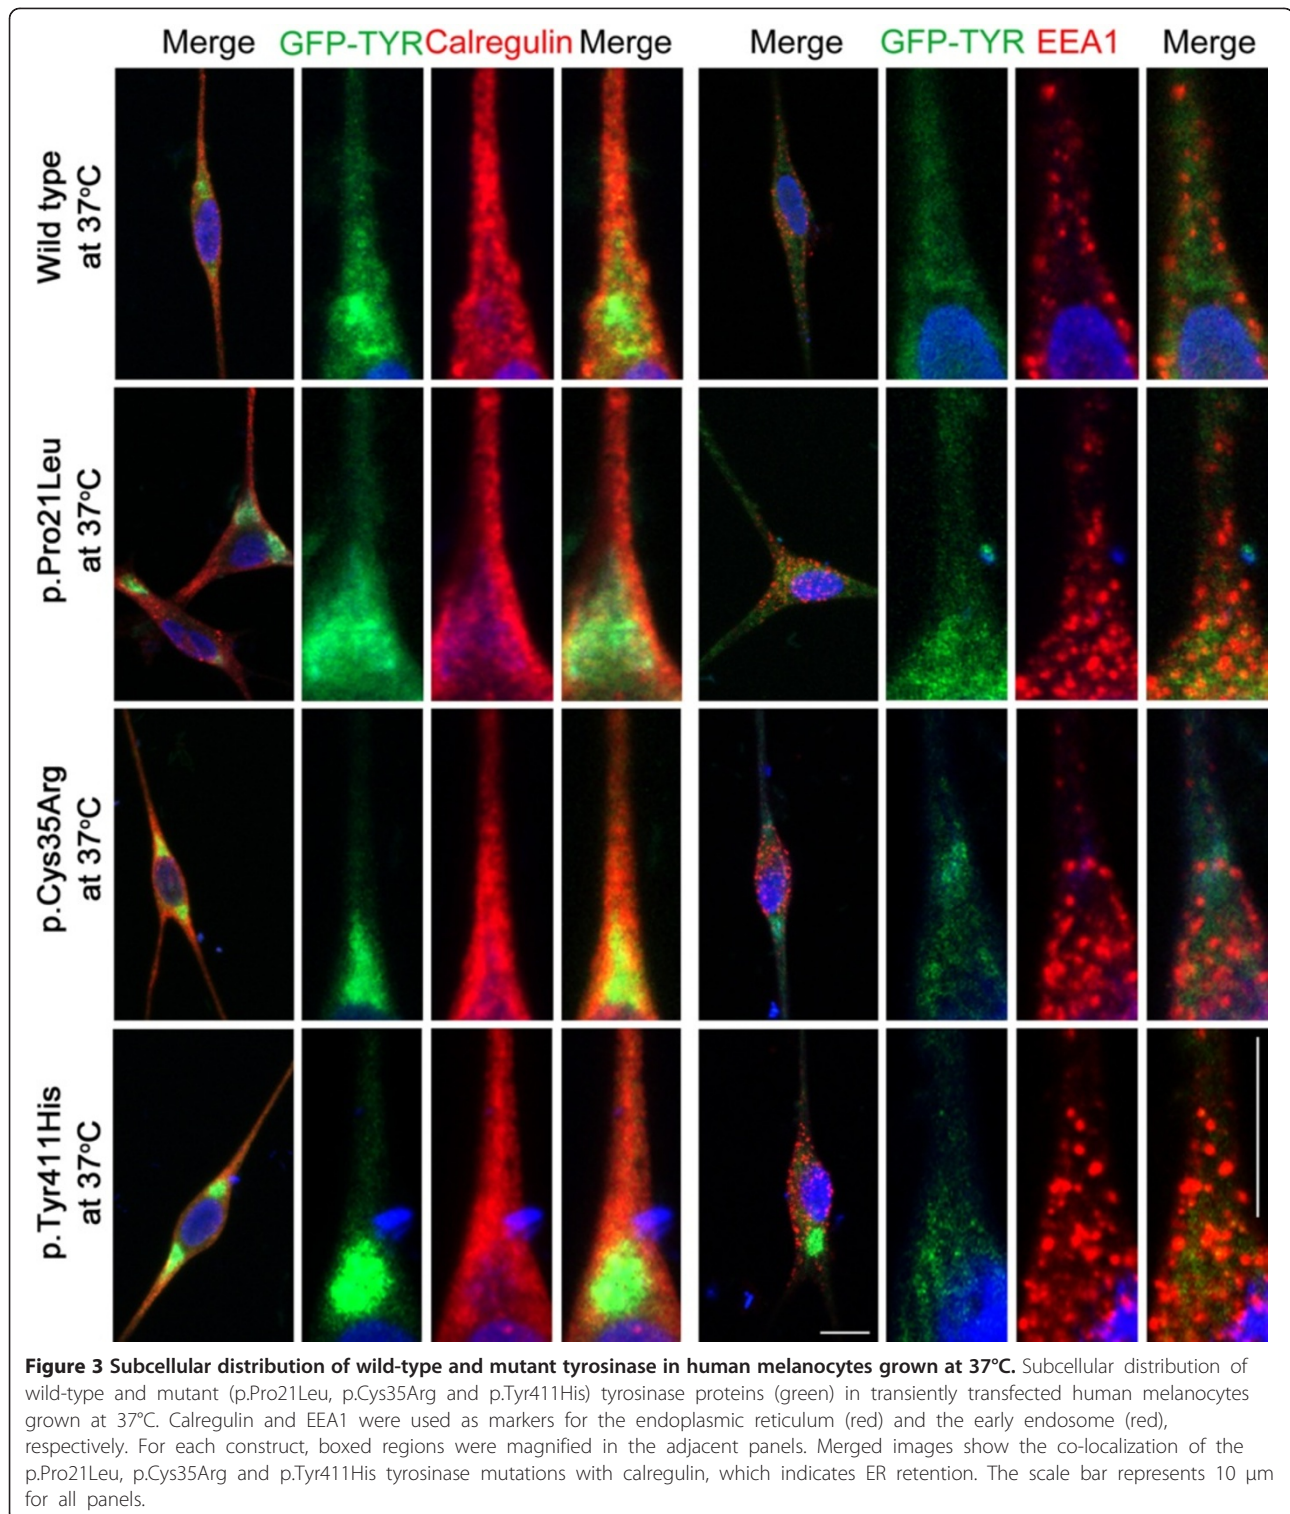 Merge GFP-TYR Calregulin Merge Merge GFP-TYR EEA1 Merge
Wild type
at 37°C
p.Pro21Leu
at 37°C
p.Cys35Arg
at 37°C
p.Tyr411His
at 37°C
Figure 3 Subcellular distribution of wild-type and mutant tyrosinase in human melanocytes grown at 37°C. Subcellular distribution of
wild-type and mutant (p.Pro21Leu, p.Cys35Arg and p.Tyr411His) tyrosinase proteins (green) in transiently transfected human melanocytes
grown at 37°C. Calregulin and EEA1 were used as markers for the endoplasmic reticulum (red) and the early endosome (red),
respectively. For each construct, boxed regions were magnified in the adjacent panels. Merged images show the co-localization of the
p.Pro21Leu, p.Cys35Arg and p.Tyr411His tyrosinase mutations with calregulin, which indicates ER retention. The scale bar represents 10 μm
for all panels.